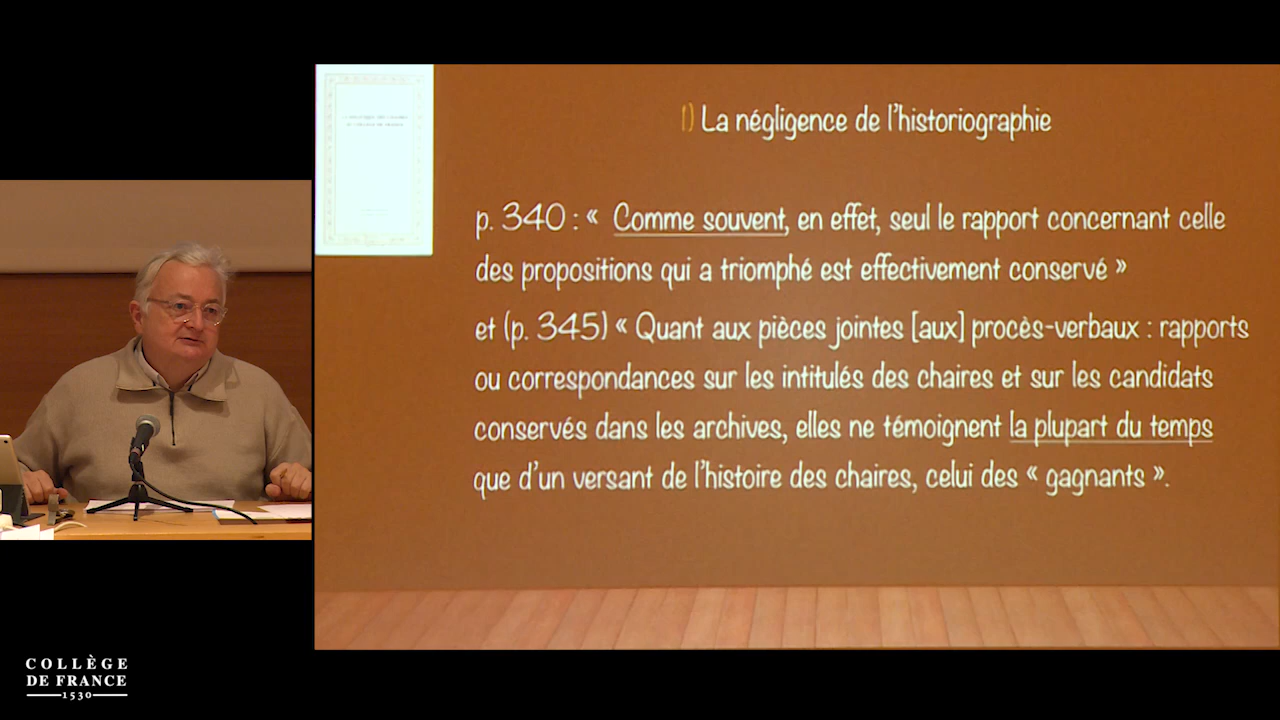 1) La négligence de l'historiographie
p. 340 : « Comme souvent, en effet, seul le rapport concernant celle
des propositions qui a triomphé est effectivement conservé »
et (p. 345) « Quant aux pièces jointes [aux] procès-verbaux : rapports
ou correspondances sur les intitulés des chaires et sur les candidats
conservés dans les archives, elles ne témoignent la plupart du temps
que d'un versant de l'histoire des chaires, celui des « gagnants ».
COLLÈGE
DE FRANCE
1530